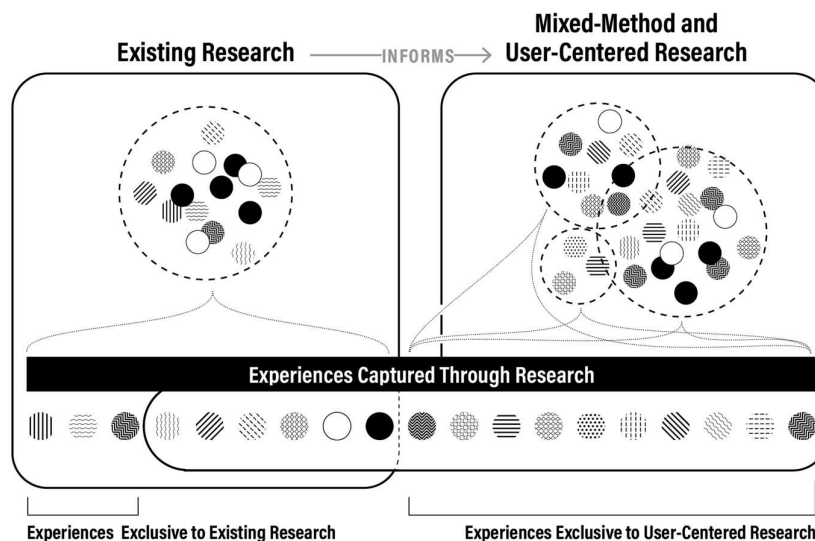 Existing Research
INFORMS
Mixed-Method and
User-Centered Research
Experiences Captured Through Research
Experiences Exclusive to Existing Research
Experiences Exclusive to User-Centered Research